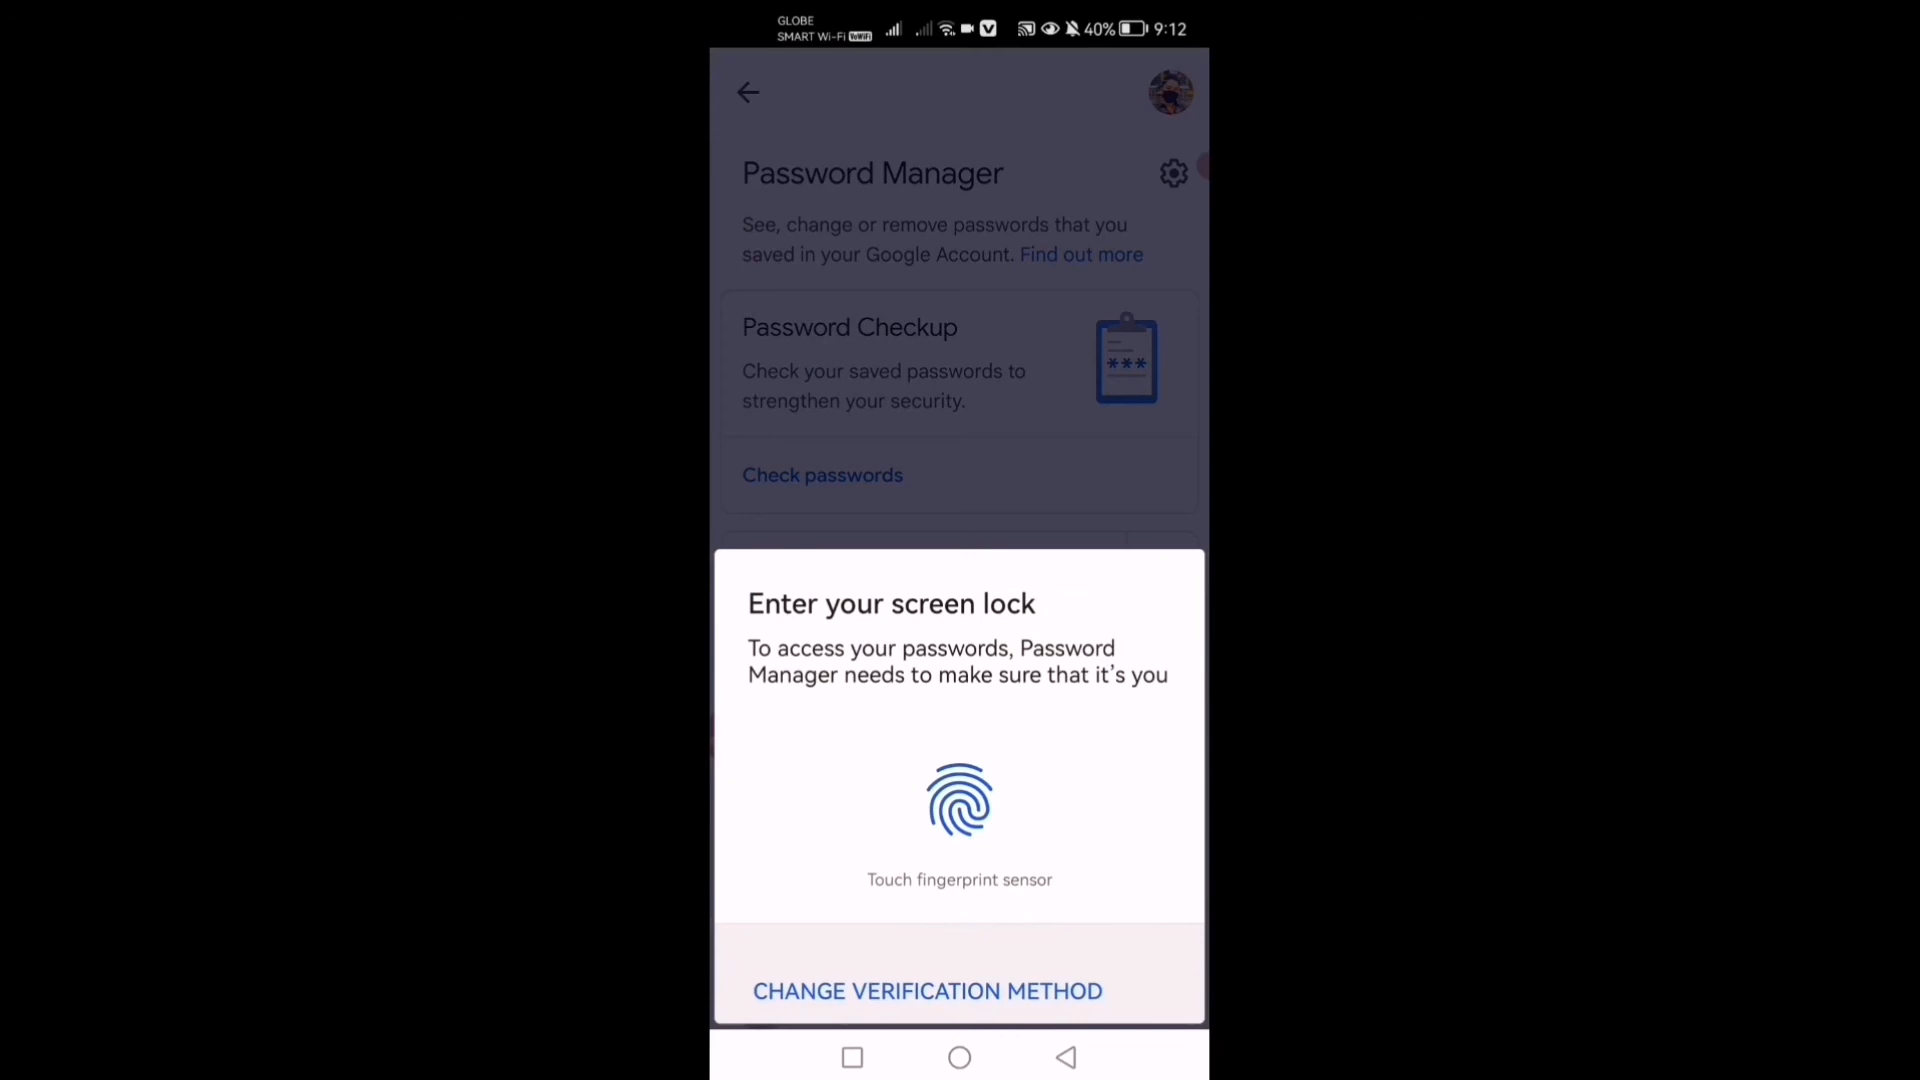 GLOBE
SMART Wi-Fi VoWiFi
40% 9:12
Password Manager
See, change or remove passwords that you
saved in your Google Account. Find out more
Password Checkup
Check your saved passwords to
strengthen your security.
***
Check passwords
Enter your screen lock
To access your passwords, Password
Manager needs to make sure that it’s you
Touch fingerprint sensor
CHANGE VERIFICATION METHOD